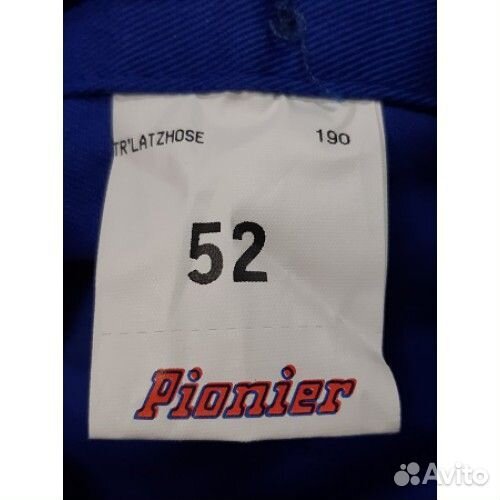 TR'LATZHOSE 190
52
Pionier
Avito